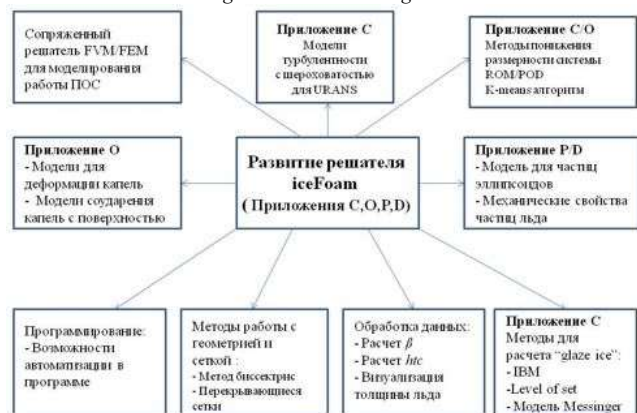 Сопряженный
решатель FVM/FEM
для моделирования
работы ПОС
Приложение С
Модели
турбулентности
с шероховатостью
для URANS
Приложение С/О
Методы понижения
размерности системы
ROM/POD
K-means алгоритм
Приложение О
- Модели для
деформации капель
- Модели соударения
капель с поверхностью
Развитие решателя
iceFoam
( Приложения C,O,P,D)
Приложение P/D
- Модель для частиц
эллипсоидов
- Механические свойства
частиц льда
Программирование:
- Возможности
автоматизации в
программе
Методы работы с
геометрией и
сеткой :
- Метод биссектрис
- Перекрывающиеся
сетки
Обработка данных:
- Расчет β
- Расчет htc
- Визуализация
толщины льда
Приложение С
Методы для
расчета “glaze ice”:
- IBM
-Level of set
- Модель Messinger